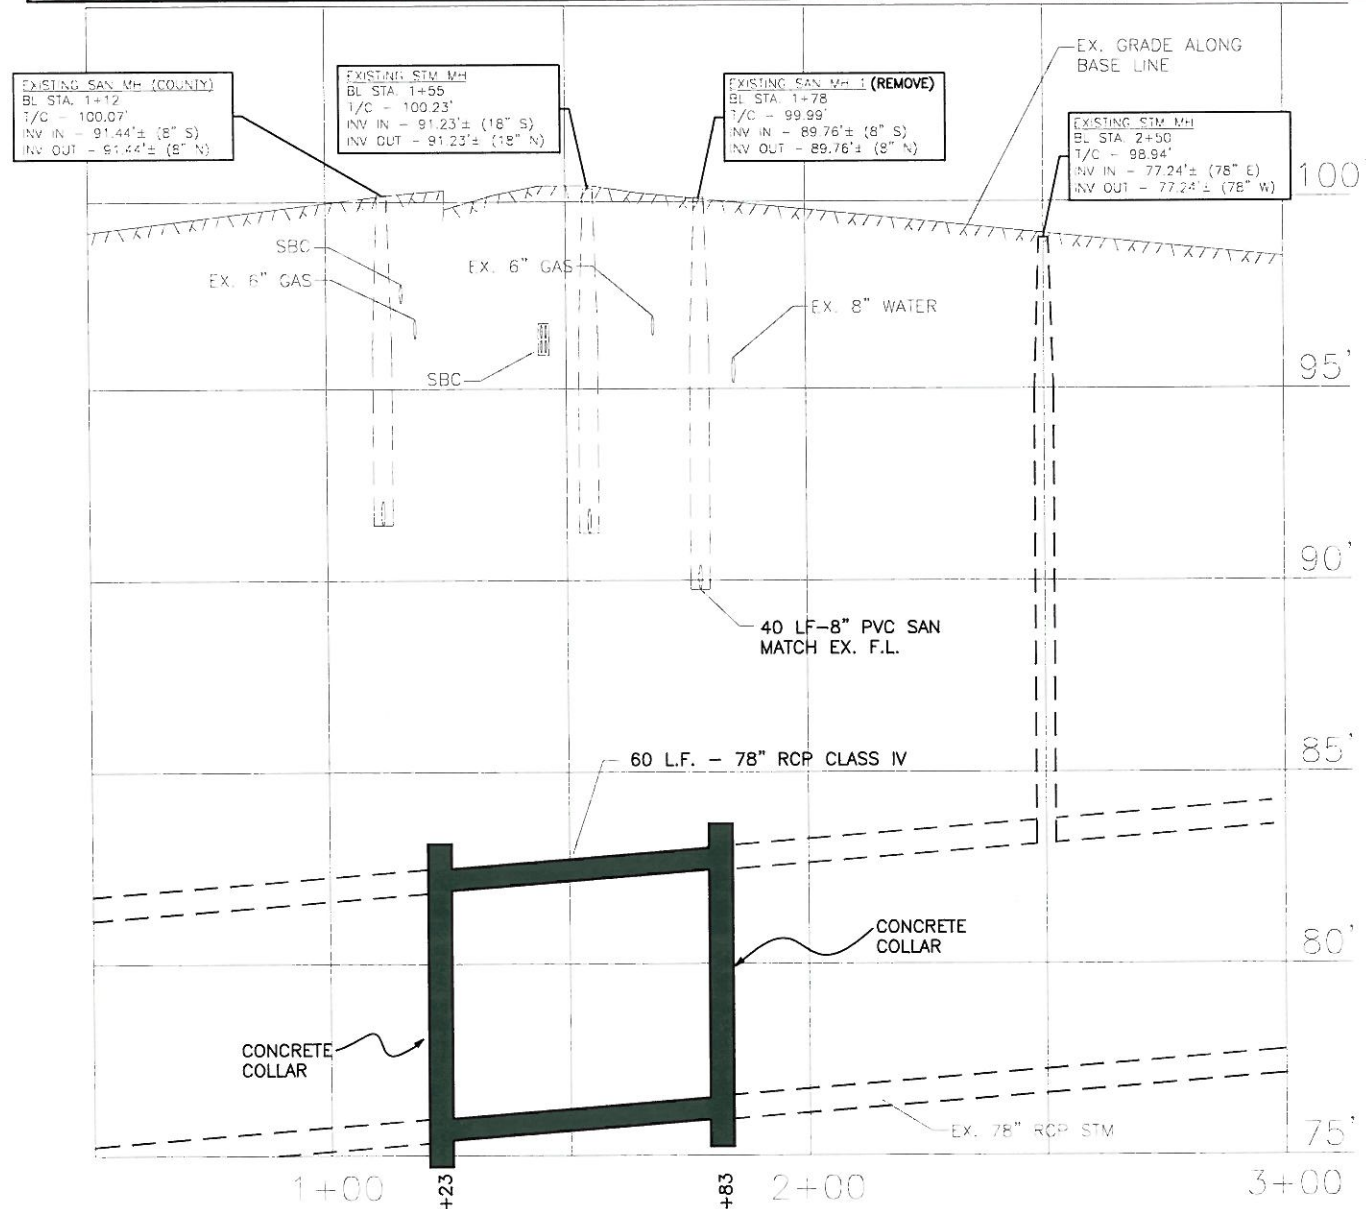 EXISTING SAN MH (COUNTY)
BL STA. 1+12
T/C - 100.07'
INV IN - 91.44'± (8" S)
INV OUT - 91.44'± (8" N)
EXISTING STM MH
BL STA. 1+55
T/C - 100.23'
INV IN - 91.23'± (18" S)
INV OUT - 91.23'± (18" N)
EXISTING SAN MH 1 (REMOVE)
BL STA. 1+78
T/C - 99.99'
INV IN - 89.76'± (8" S)
INV OUT - 89.76'± (8" N)
EX. GRADE ALONG
BASE LINE
EXISTING STM MH
BL STA. 2+50
T/C - 98.94'
INV IN - 77.24'± (78" E)
INV OUT - 77.24'± (78" W)
100'
SBC
EX. 6" GAS
EX. 6" GAS
EX. 8" WATER
SBC
95'
90'
40 LF-8" PVC SAN
MATCH EX. F.L.
85'
60 L.F. - 78" RCP CLASS IV
80'
CONCRETE
COLLAR
CONCRETE
COLLAR
EX. 78" RCP STM
75'
1+00
+23
+83
2+00
3+00